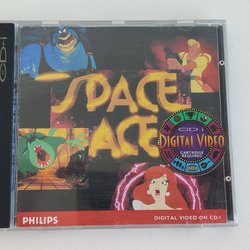 CD-i
SPACE
ACE
CD-I
DIGITAL VIDEO
CARTRIDGE
REQUIRED
PHILIPS
DIGITAL VIDEO ON CD-I